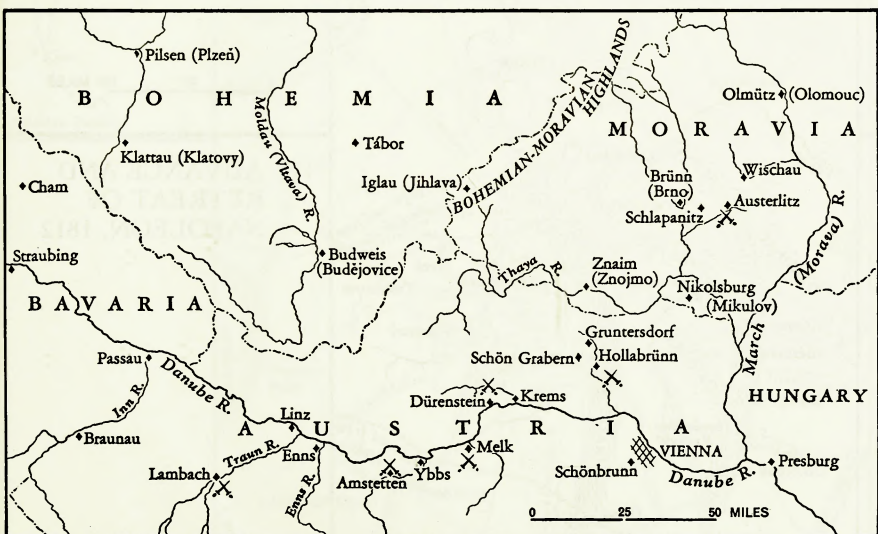 Pilsen (Plzeň)
BOHEMIA
BOHEMIAN-MORAVIAN
HIGHLANDS
Olmütz (Olomouc)
MORAVIA
Moldau (Vltava) R.
Tábor
Klattau (Klatovy)
Cham
Iglau (Jihlava)
Brünn
(Brno)
Wischau
Schlapanitz
Austerlitz
Straubing
Budweis
(Budějovice)
Thaya R.
Znaim
(Znojmo)
Nikolsburg
(Mikulov)
March (Morava) R.
BAVARIA
Gruntersdorf
Schön Grabern
Hollabrünn
Passau
Danube R.
Inn R.
Dürenstein
Krems
HUNGARY
Linz
AUSTRIA
Braunau
Traun R.
Enns
Melk
VIENNA
Lambach
Enns R.
Amstetten
Ybbs
Schönbrunn
Danube R.
Presburg
0 25 50 MILES